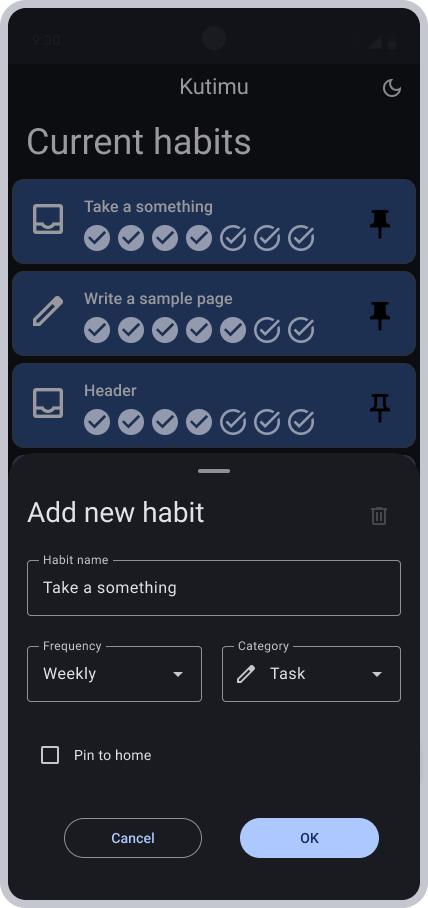 9:30
Kutimu
Current habits
Take a something
Write a sample page
Header
Add new habit
Habit name
Take a something
Frequency
Category
Weekly
Task
Pin to home
Cancel
OK